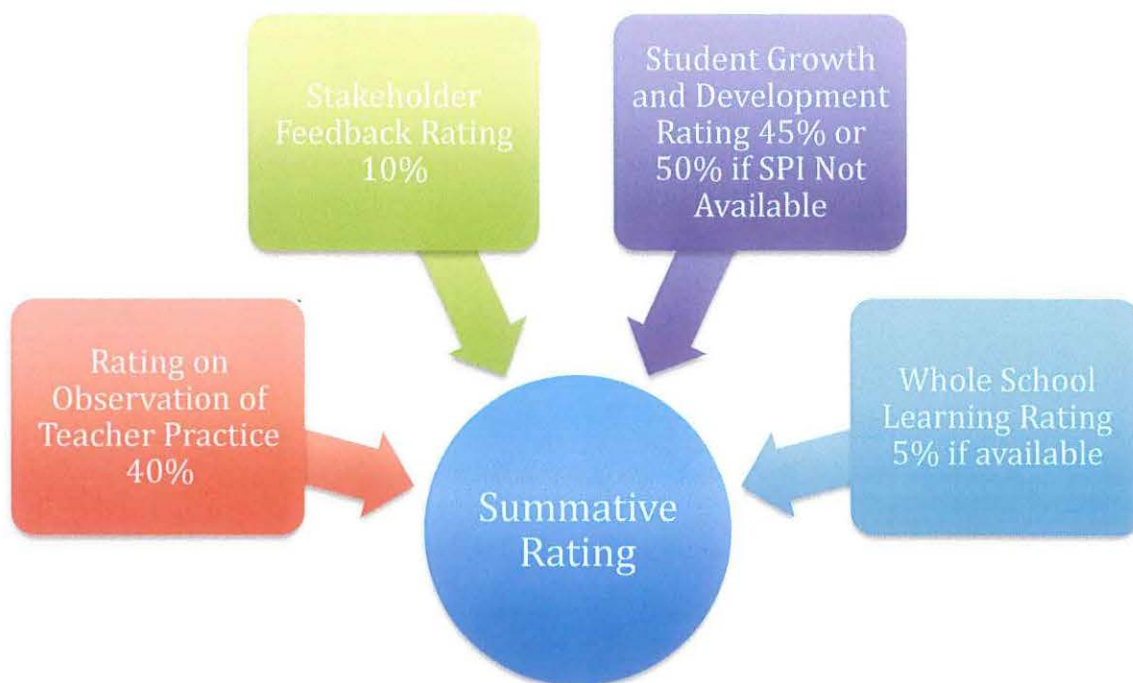 Rating on
Observation of
Teacher Practice
40%
Stakeholder
Feedback Rating
10%
Student Growth
and Development
Rating 45% or
50% if SPI Not
Available
Whole School
Learning Rating
5% if available
Summative
Rating